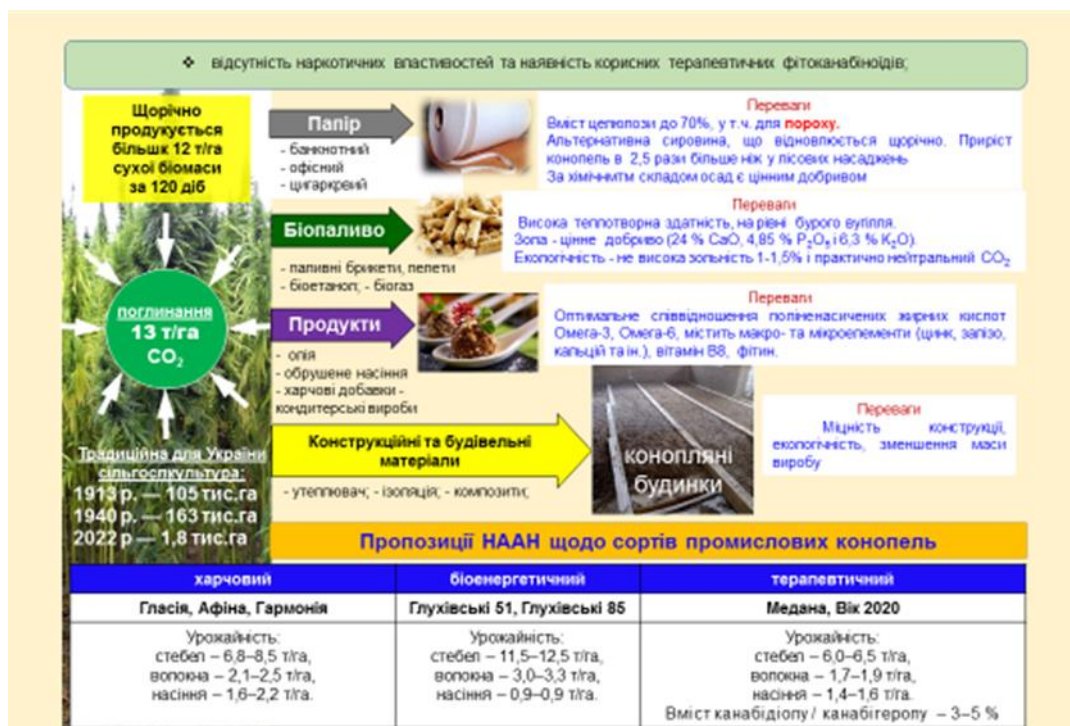 ❖ відсутність наркотичних властивостей та наявність корисних терапевтичних фітоканабіноїдів;
Щорічно
продукується
більшк 12 т/га
сухої біомаси
за 120 діб
Папір
- банкнотний
- офісний
- цигаркревий
Переваги
Вміст целюлози до 70%, у т.ч. для пороху.
Альтернативна сировина, що відновлюється щорічно. Приріст
конопель в 2,5 рази більше ніж у лісових насаджень
За хімічнитм складом осад є цінним добривом
Біопаливо
- паливні брикети, пелети
- біоетанол; - біогаз
Переваги
Висока теплотворна здатність, на рівні бурого вугілля.
Зола - цінне добриво (24 % CaO, 4,85 % P₂O₅ і 6,3 % K₂O).
Екологічність - не висока зольність 1-1,5% і практично нейтральний CO₂
поглинання
13 т/га
CO₂
Продукти
- олія
- обрушене насіння
- харчові добавки -
кондитерські вироби
Переваги
Оптимальне співвідношення поліненасичених жирних кислот
Омега-3, Омега-6, містить макро- та мікроелементи (цинк, залізо,
кальцій та ін.), вітамін В8, фітин.
Конструкційні та будівельні
матеріали
- утеплювач; - ізоляція; - композити;
конопляні
будинки
Переваги
Міцність конструкції,
екологічність, зменшення маси
виробу
Традиційна для України
сільгоспкультура:
1913 р. — 105 тис.га
1940 р. — 163 тис.га
2022 р — 1,8 тис.га
Пропозиції НААН щодо сортів промислових конопель
харчовий біоенергетичний терапевтичний
Гласія, Афіна, Гармонія Глухівські 51, Глухівські 85 Медана, Вік 2020
Урожайність: Урожайність: Урожайність:
стебел – 6,8–8,5 т/га, стебел – 11,5–12,5 т/га, стебел – 6,0–6,5 т/га,
волокна – 2,1–2,5 т/га, волокна – 3,0–3,3 т/га, волокна – 1,7–1,9 т/га,
насіння – 1,6–2,2 т/га. насіння – 0,9–0,9 т/га. насіння – 1,4–1,6 т/га.
Вміст канабідіолу / канабігеролу – 3–5 %